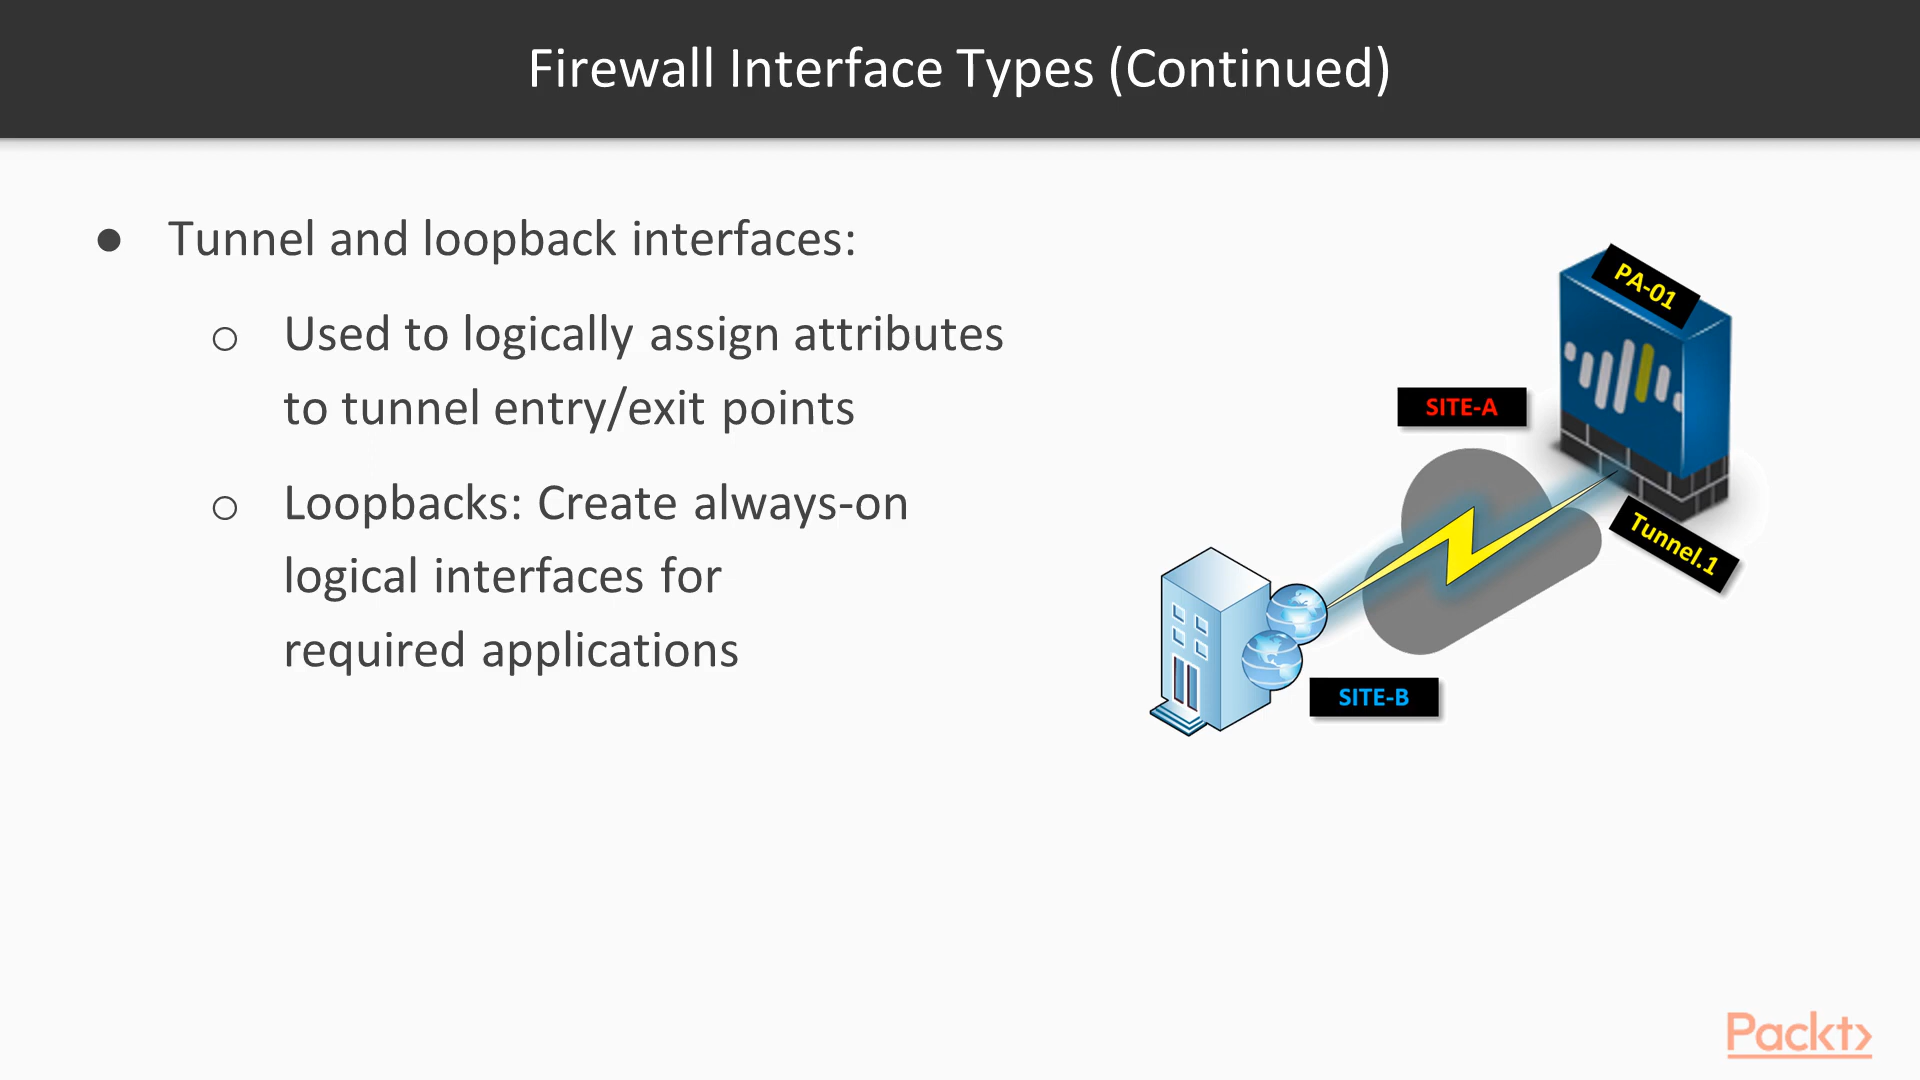 Firewall Interface Types (Continued)
● Tunnel and loopback interfaces:
○ Used to logically assign attributes
to tunnel entry/exit points
○ Loopbacks: Create always-on
logical interfaces for
required applications
PA-01
SITE-A
Tunnel.1
SITE-B
Packt>